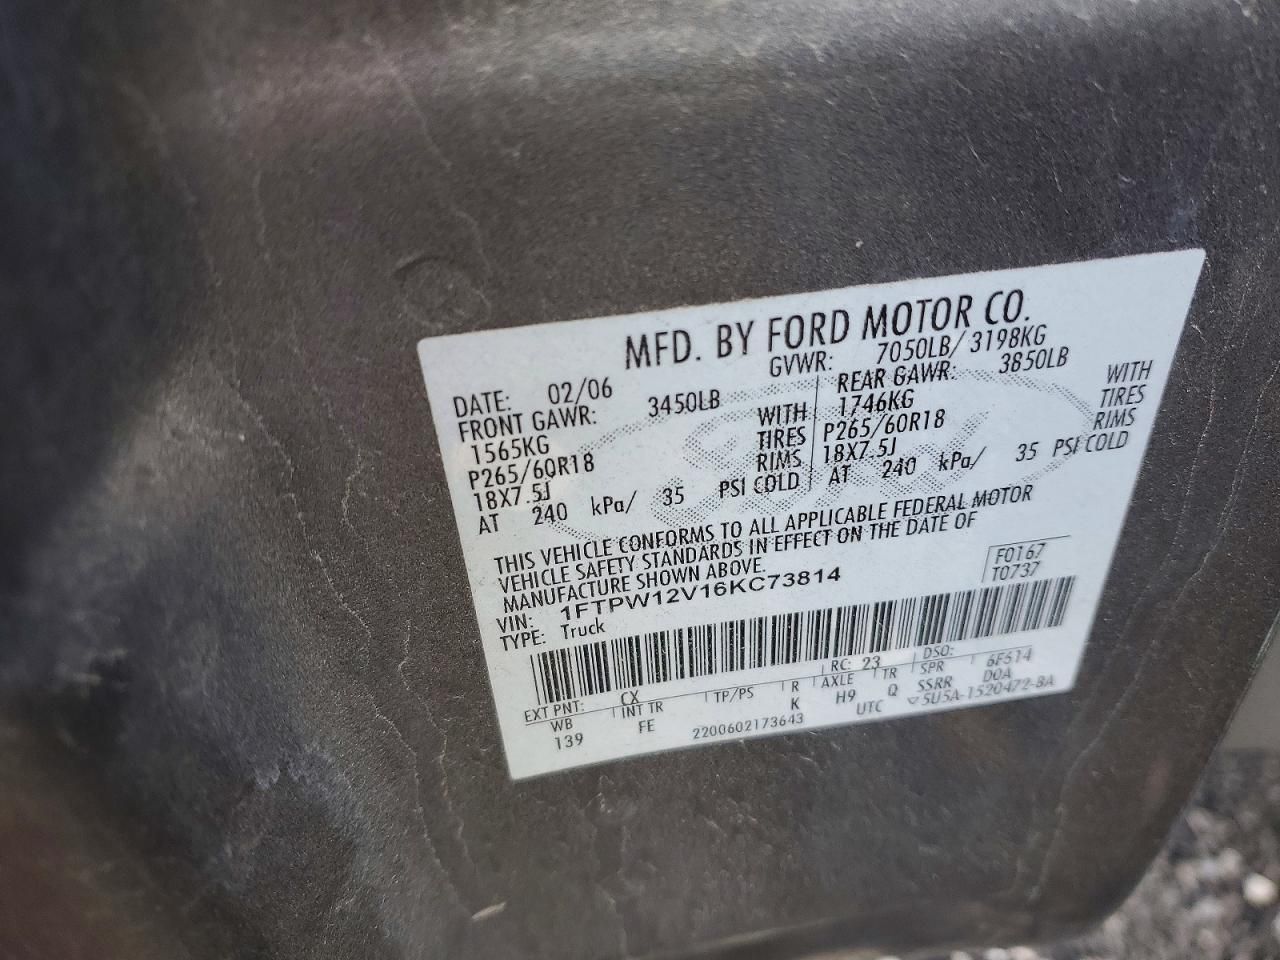 MFD. BY FORD MOTOR CO.
DATE: 02/06 GVWR: 7050LB/ 3198KG
FRONT GAWR: 3450LB REAR GAWR: 3850LB
1565KG WITH 1746KG WITH
P265/60R18 TIRES P265/60R18 TIRES
18X7.5J RIMS 18X7.5J RIMS
AT 240 kPa/ 35 PSI COLD AT 240 kPa/ 35 PSI COLD
THIS VEHICLE CONFORMS TO ALL APPLICABLE FEDERAL MOTOR
VEHICLE SAFETY STANDARDS IN EFFECT ON THE DATE OF
MANUFACTURE SHOWN ABOVE.
VIN: 1FTPW12V16KC73814 F0167
TYPE: Truck T0737
EXT PNT: CX RC: 23 DSO: 6F614
WB INT TR TP/PS R AXLE TR SPR DOA
139 FE K H9 Q SSRR
2200602173643 UTC ▽5U5A-1520472-BA